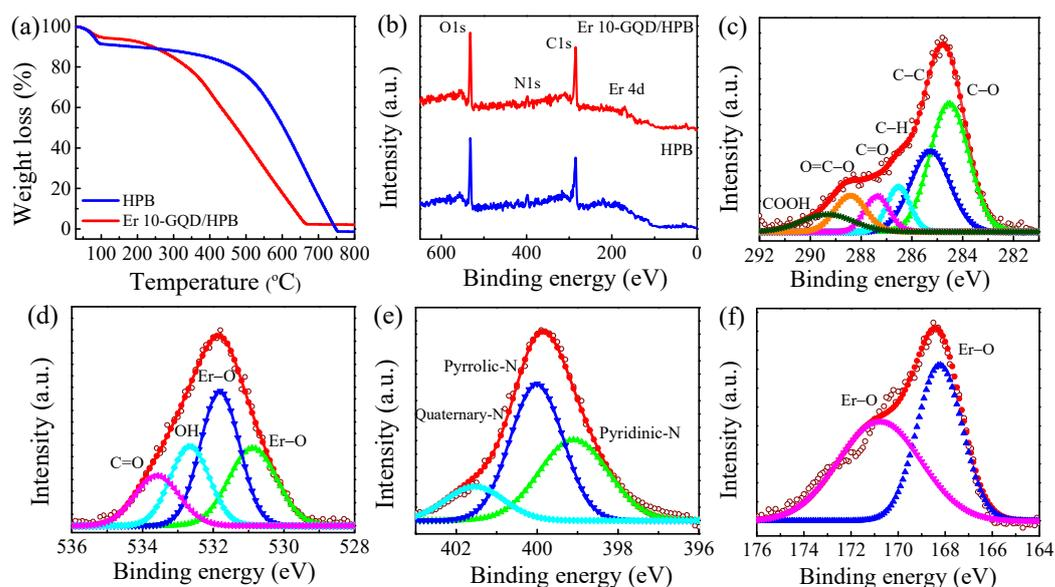 (a)
Weight loss (%)
100
80
60
40
20
0
HPB
Er 10-GQD/HPB
100 200 300 400 500 600 700 800
Temperature (ºC)
(b)
Intensity (a.u.)
O1s
C1s
Er 10-GQD/HPB
N1s
Er 4d
HPB
600 400 200 0
Binding energy (eV)
(c)
Intensity (a.u.)
C–C
C–O
C–H
C=O
O=C–O
COOH
292 290 288 286 284 282
Binding energy (eV)
(d)
Intensity (a.u.)
Er–O
OH
Er–O
C=O
536 534 532 530 528
Binding energy (eV)
(e)
Intensity (a.u.)
Pyrrolic-N
Quaternary-N
Pyridinic-N
402 400 398 396
Binding energy (eV)
(f)
Intensity (a.u.)
Er–O
Er–O
176 174 172 170 168 166 164
Binding energy (eV)